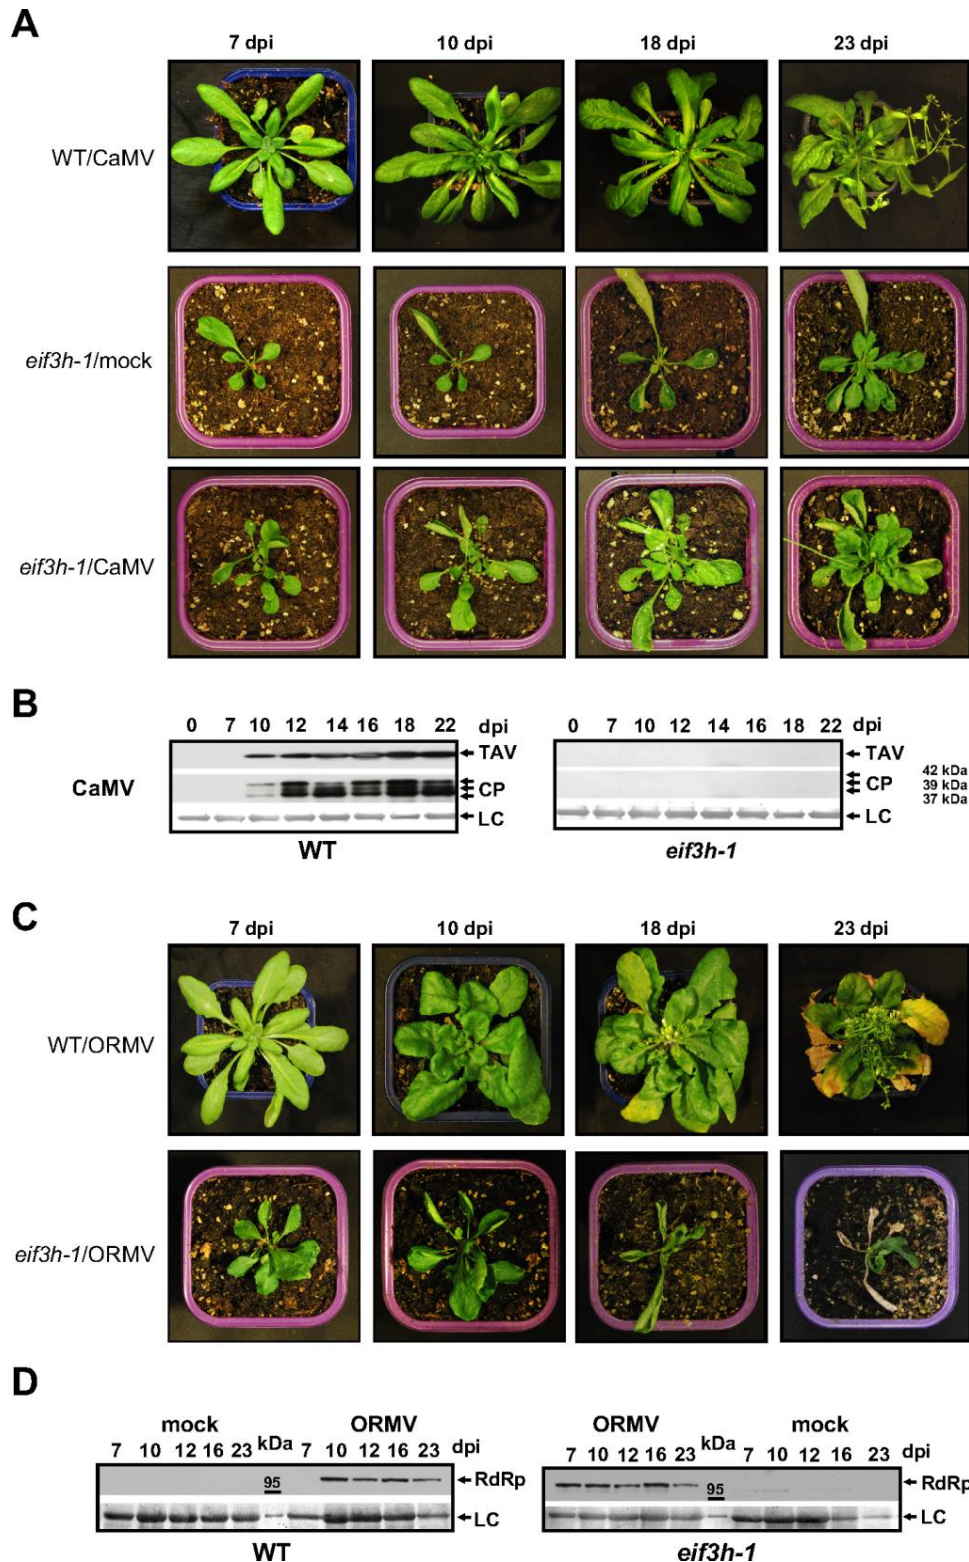 A
7 dpi 10 dpi 18 dpi 23 dpi
WT/CaMV
eif3h-1/mock
eif3h-1/CaMV
B
0 7 10 12 14 16 18 22 dpi 0 7 10 12 14 16 18 22 dpi
TAV TAV
CaMV CP CP 42 kDa
39 kDa
37 kDa
LC LC
WT eif3h-1
C
7 dpi 10 dpi 18 dpi 23 dpi
WT/ORMV
eif3h-1/ORMV
D
mock ORMV ORMV mock
7 10 12 16 23 kDa 7 10 12 16 23 dpi 7 10 12 16 23 kDa 7 10 12 16 23 dpi
95 RdRp 95 RdRp
LC LC
WT eif3h-1